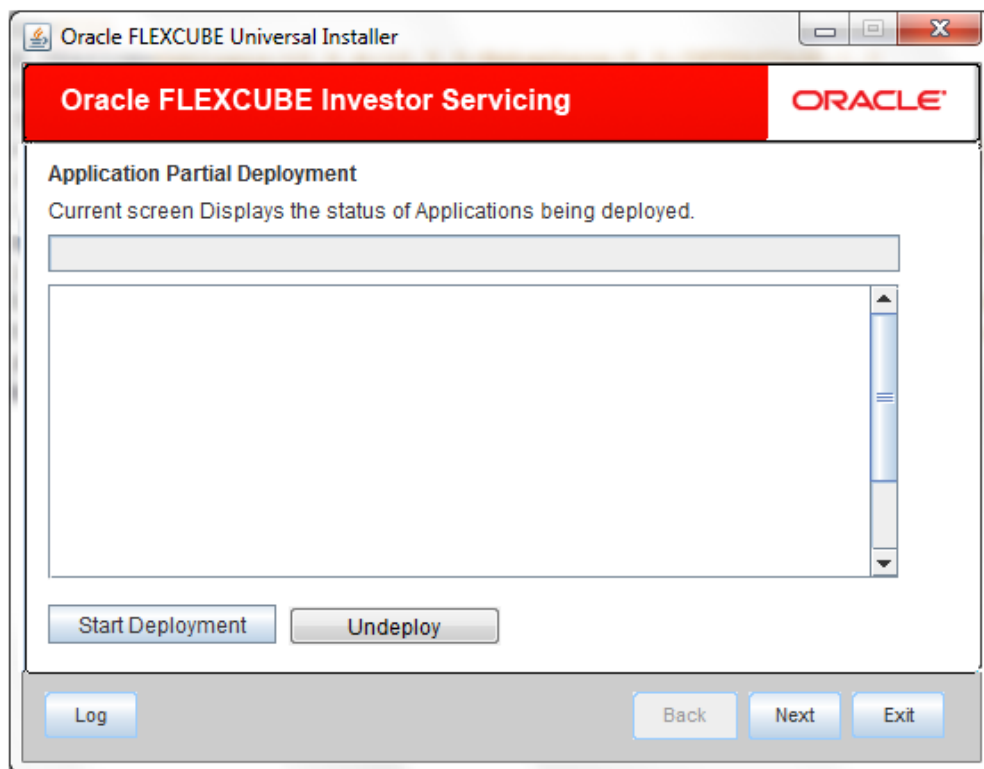 Oracle FLEXCUBE Universal Installer
Oracle FLEXCUBE Investor Servicing
ORACLE'
Application Partial Deployment
Current screen Displays the status of Applications being deployed.
Start Deployment
Undeploy
Log
Back
Next
Exit